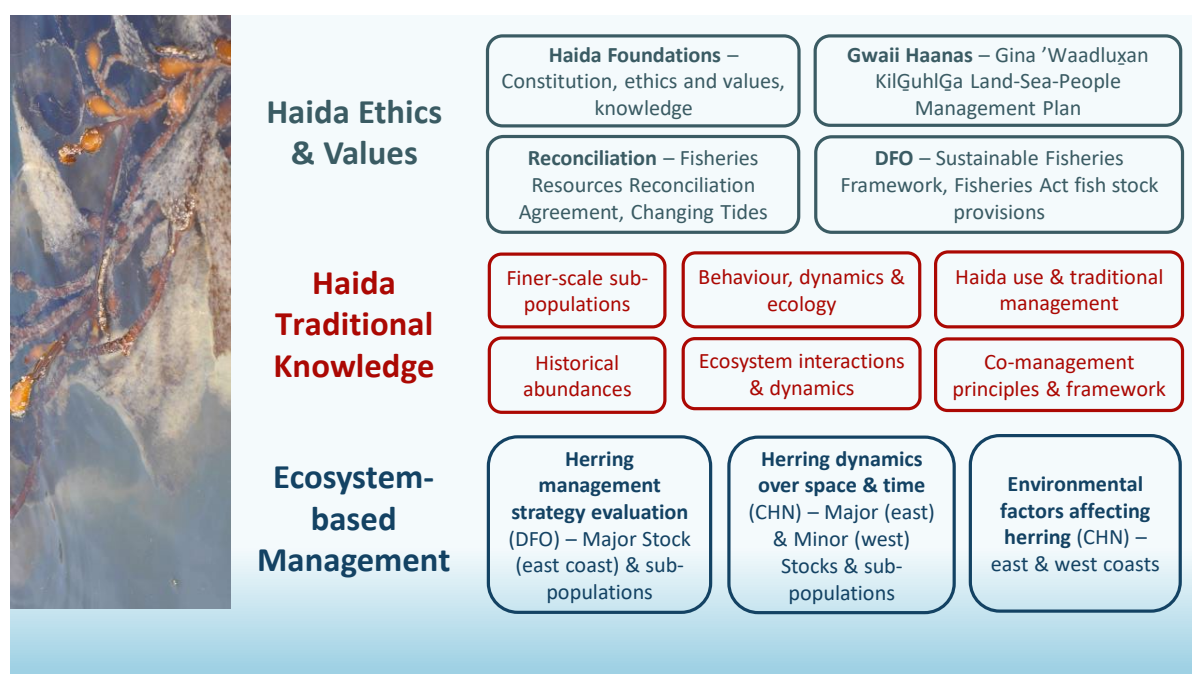 Haida Ethics
& Values
Haida Foundations –
Constitution, ethics and values,
knowledge
Gwaii Haanas – Gina ’Waadlux̱an
KilG̱uhlG̱a Land-Sea-People
Management Plan
Reconciliation – Fisheries
Resources Reconciliation
Agreement, Changing Tides
DFO – Sustainable Fisheries
Framework, Fisheries Act fish stock
provisions
Haida
Traditional
Knowledge
Finer-scale sub-
populations
Behaviour, dynamics &
ecology
Haida use & traditional
management
Historical
abundances
Ecosystem interactions
& dynamics
Co-management
principles & framework
Ecosystem-
based
Management
Herring
management
strategy evaluation
(DFO) – Major Stock
(east coast) & sub-
populations
Herring dynamics
over space & time
(CHN) – Major (east)
& Minor (west)
Stocks & sub-
populations
Environmental
factors affecting
herring (CHN) –
east & west coasts